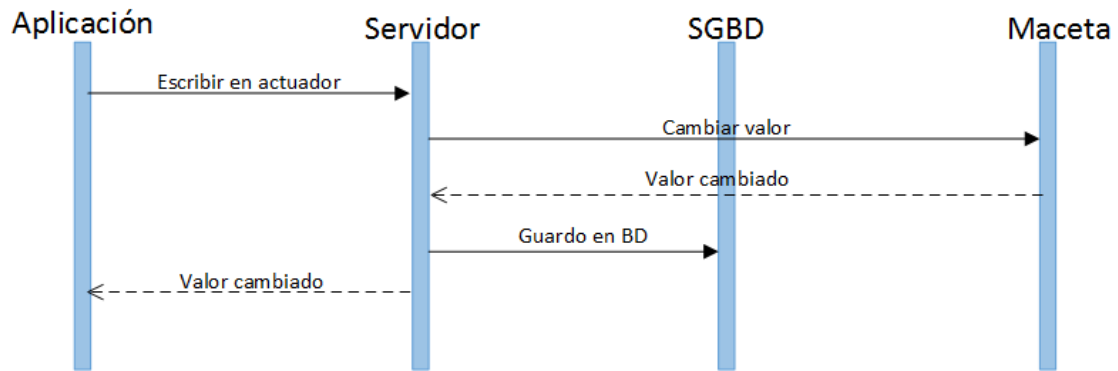 Aplicación
Servidor
SGBD
Maceta
Escribir en actuador
Cambiar valor
Valor cambiado
Guardo en BD
Valor cambiado